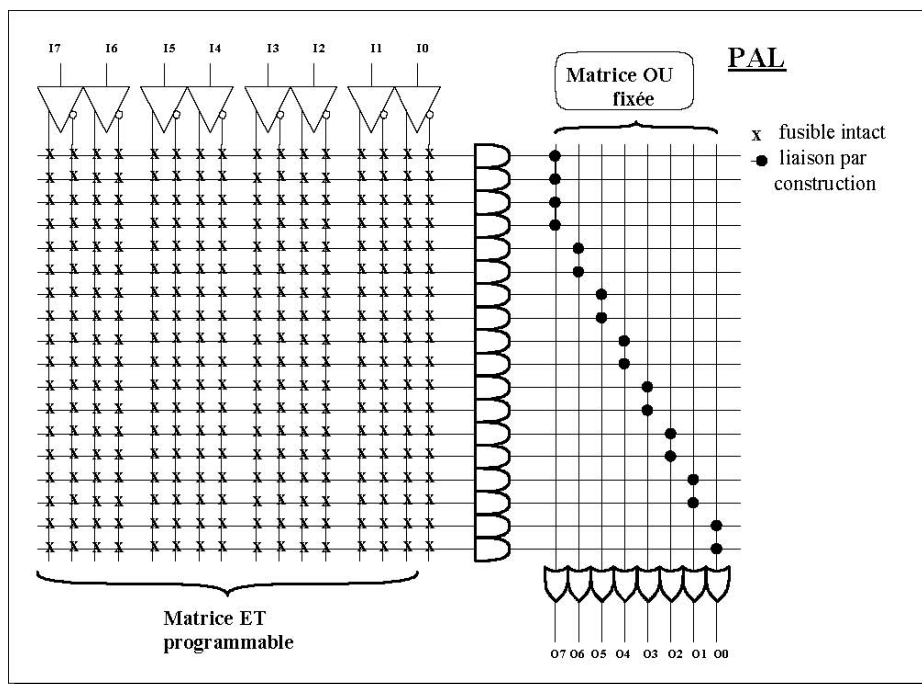 I7 I6 I5 I4 I3 I2 I1 I0
PAL
Matrice OU
fixée
x fusible intact
liaison par
construction
Matrice ET
programmable
O7 O6 O5 O4 O3 O2 O1 O0